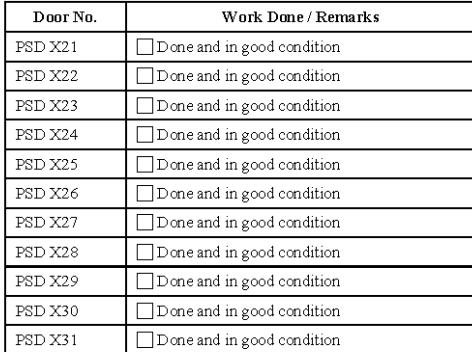 Door No. Work Done / Remarks
PSD X21 ☐ Done and in good condition
PSD X22 ☐ Done and in good condition
PSD X23 ☐ Done and in good condition
PSD X24 ☐ Done and in good condition
PSD X25 ☐ Done and in good condition
PSD X26 ☐ Done and in good condition
PSD X27 ☐ Done and in good condition
PSD X28 ☐ Done and in good condition
PSD X29 ☐ Done and in good condition
PSD X30 ☐ Done and in good condition
PSD X31 ☐ Done and in good condition